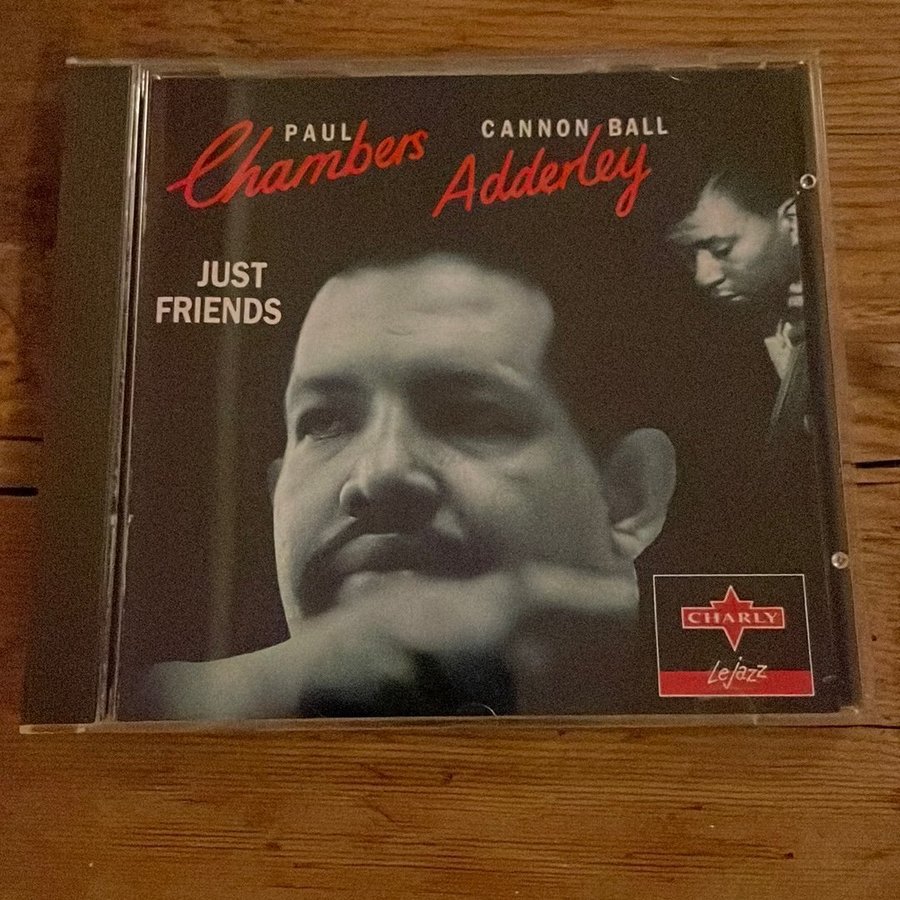 PAUL
Chambers
CANNON BALL
Adderley
JUST
FRIENDS
CHARLY
Le jazz